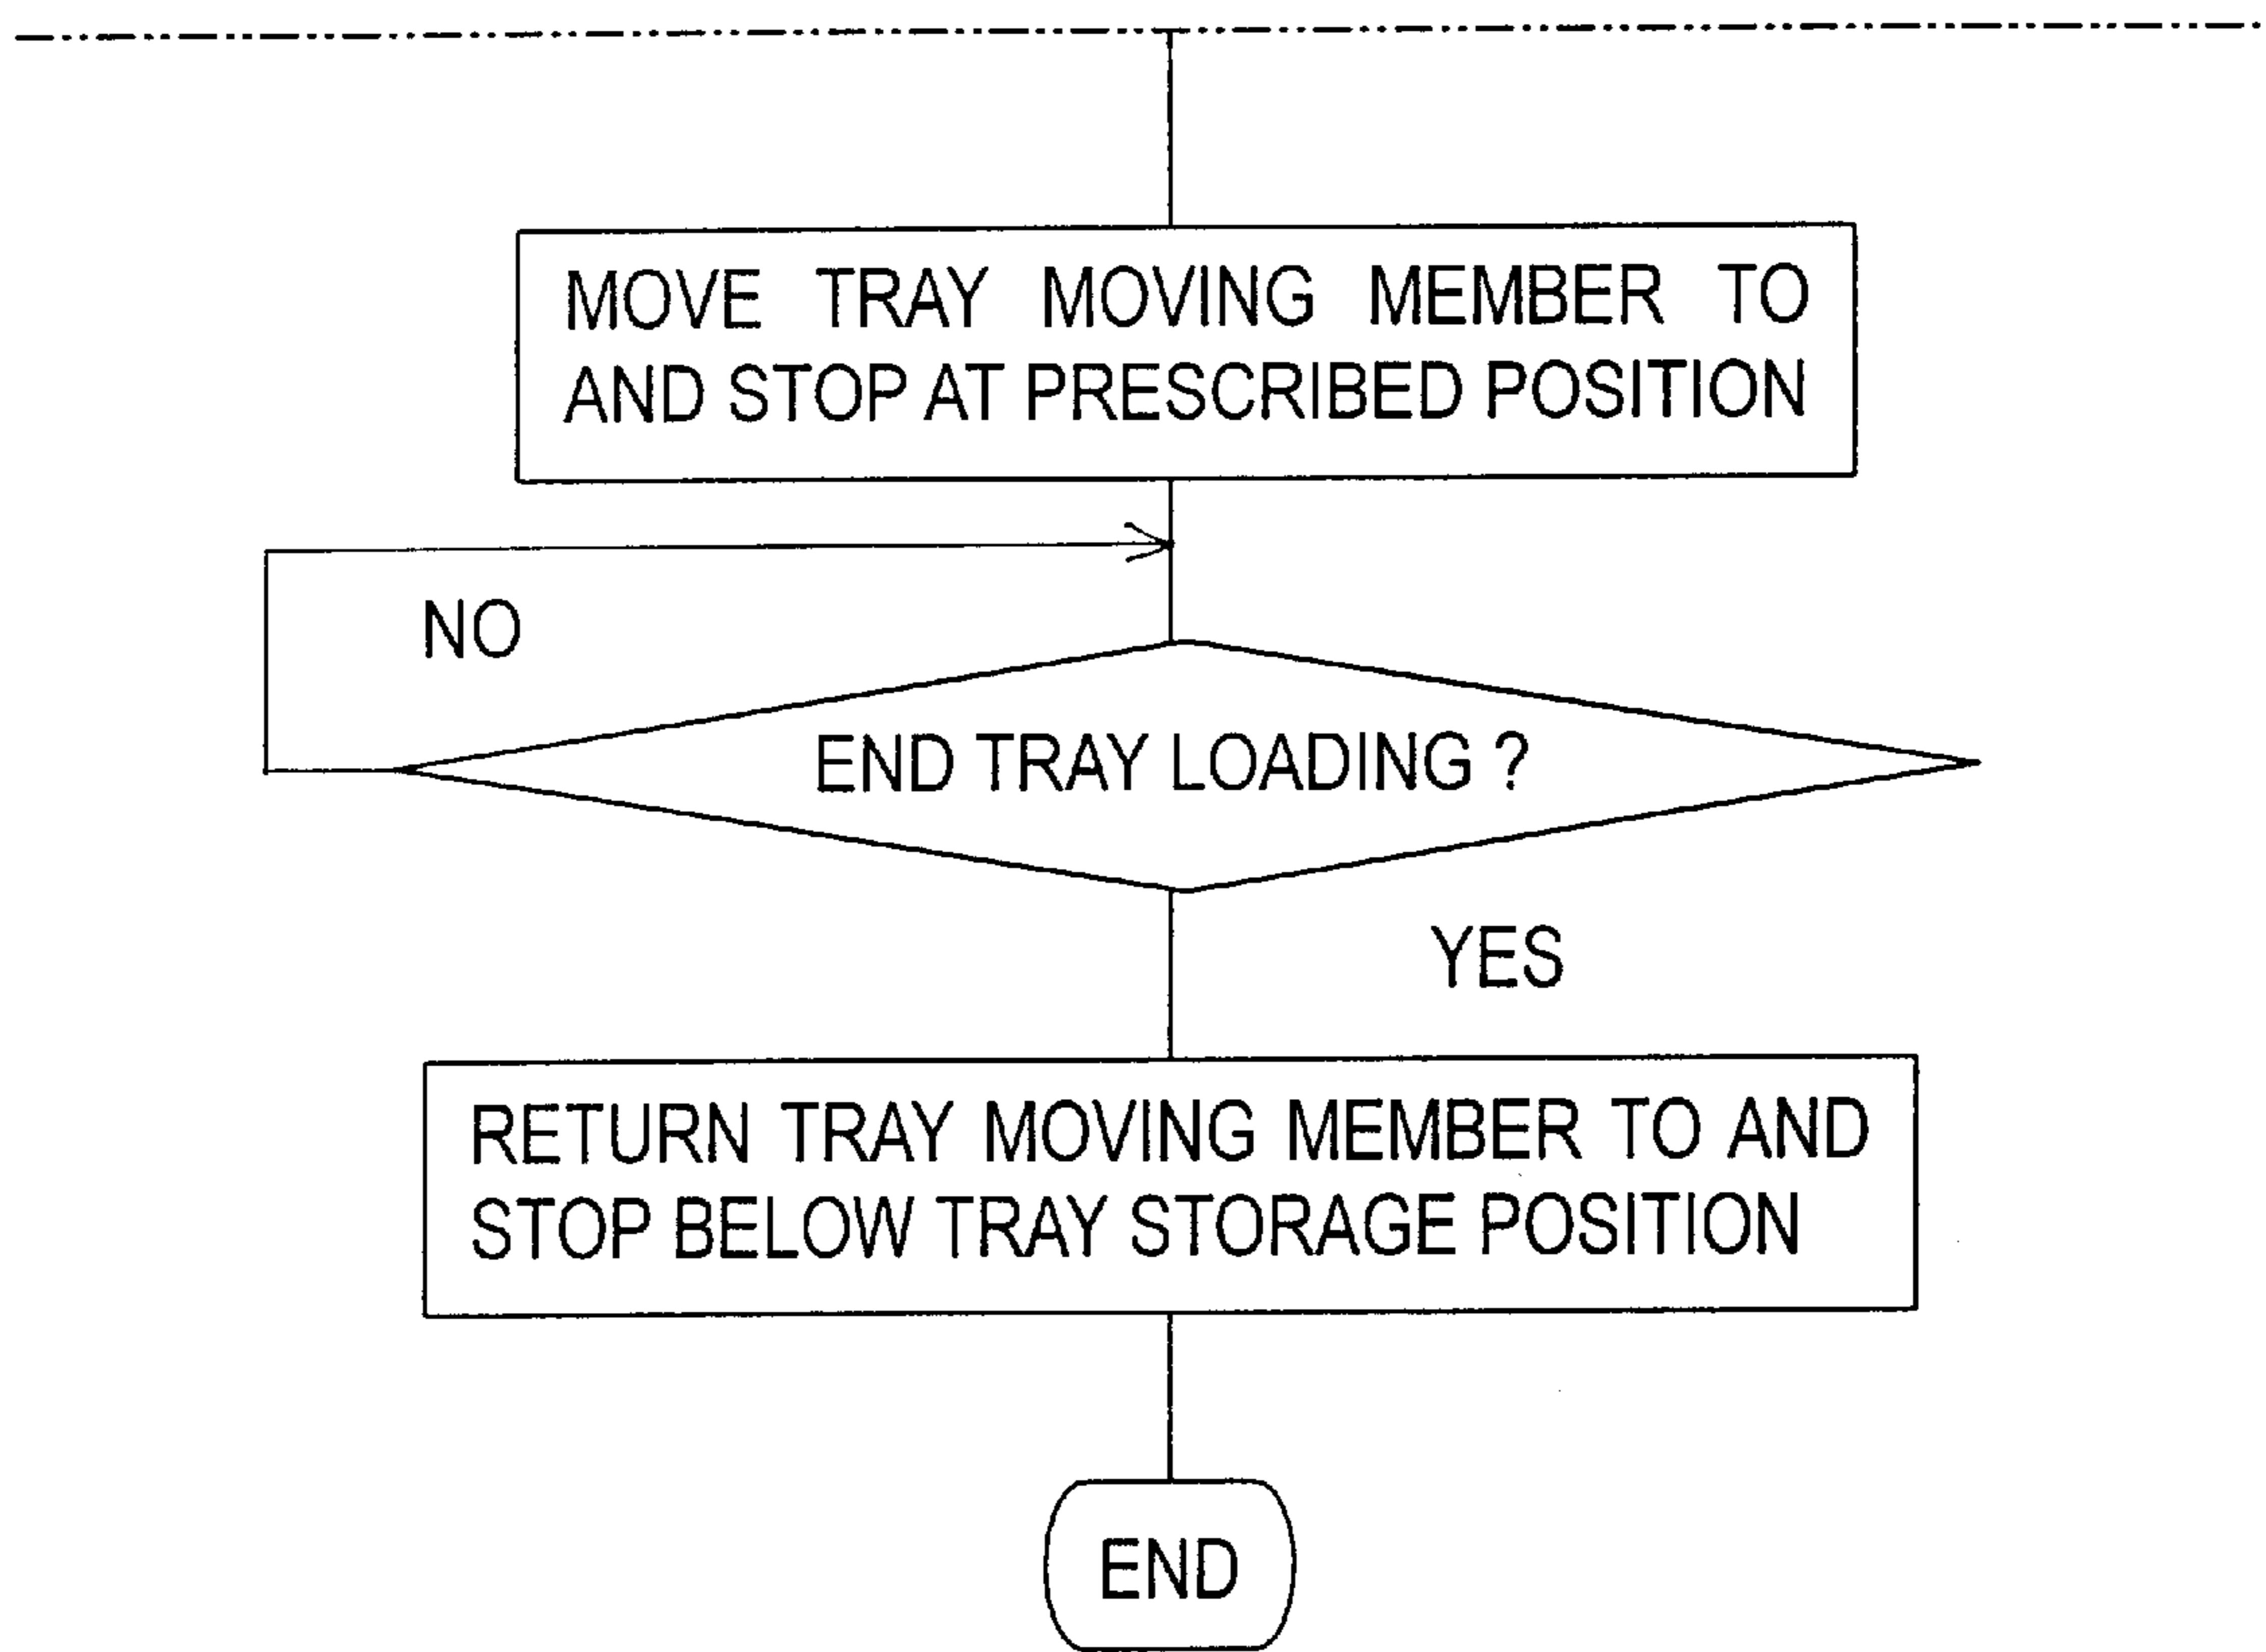 MOVE TRAY MOVING MEMBER TO
AND STOP AT PRESCRIBED POSITION
NO
END TRAY LOADING ?
YES
RETURN TRAY MOVING MEMBER TO AND
STOP BELOW TRAY STORAGE POSITION
END